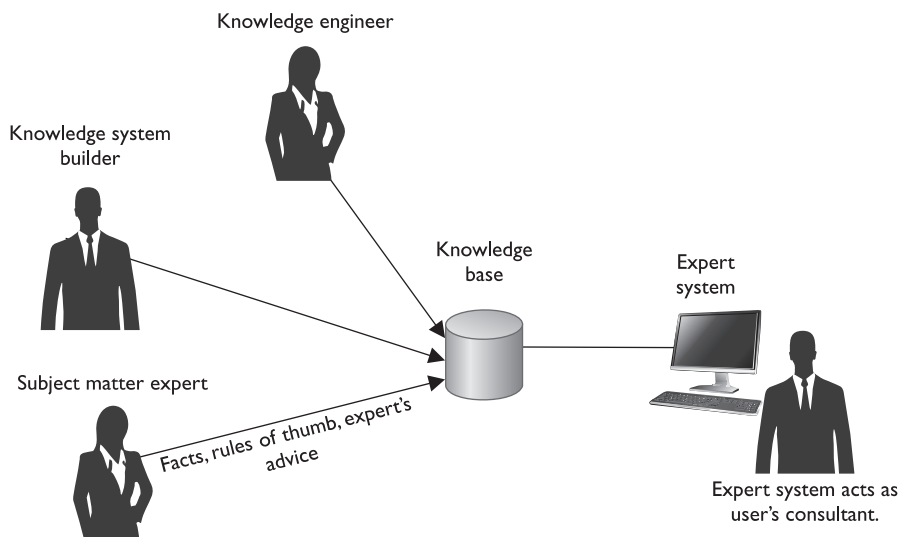 Knowledge engineer
Knowledge system
builder
Knowledge
base
Expert
system
Subject matter expert
Facts, rules of thumb, expert's
advice
Expert system acts as
user's consultant.